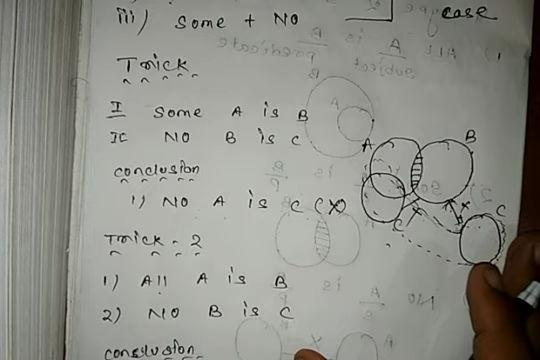 iii) Some + NO
case
Trick
I Some A is B
II NO B is C
conclusion
1) NO A is C (X)
Trick - 2
1) All A is B
2) NO B is C
conclusion
A
B
C
C